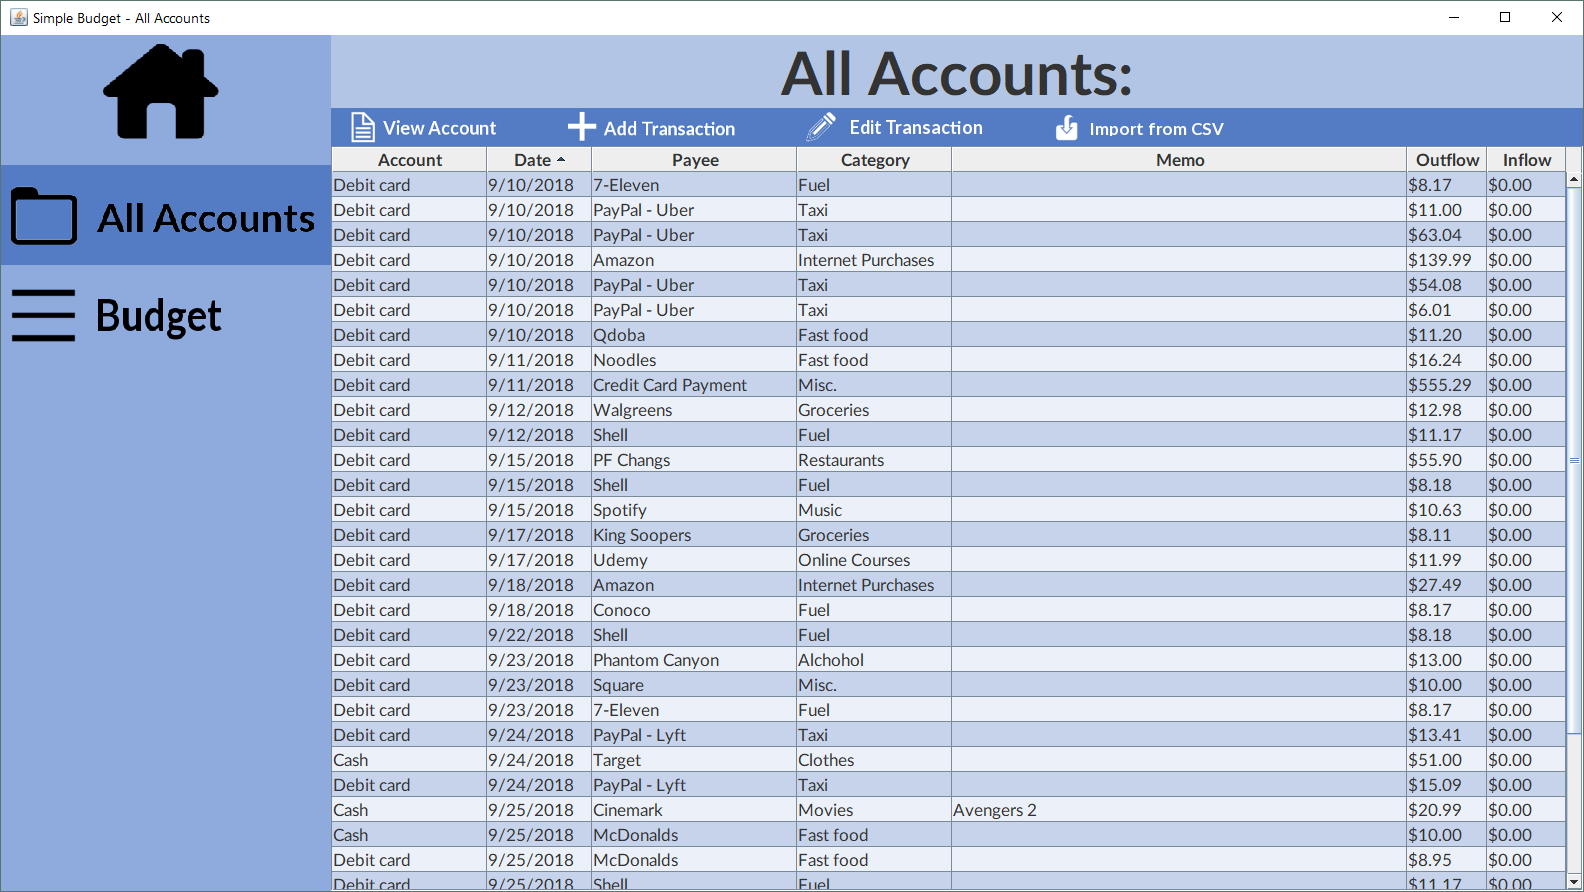 Simple Budget - All Accounts
All Accounts:
View Account Add Transaction Edit Transaction Import from CSV
All Accounts
Budget
Account Date Payee Category Memo Outflow Inflow
Debit card 9/10/2018 7-Eleven Fuel $8.17 $0.00
Debit card 9/10/2018 PayPal - Uber Taxi $11.00 $0.00
Debit card 9/10/2018 PayPal - Uber Taxi $63.04 $0.00
Debit card 9/10/2018 Amazon Internet Purchases $139.99 $0.00
Debit card 9/10/2018 PayPal - Uber Taxi $54.08 $0.00
Debit card 9/10/2018 PayPal - Uber Taxi $6.01 $0.00
Debit card 9/10/2018 Qdoba Fast food $11.20 $0.00
Debit card 9/11/2018 Noodles Fast food $16.24 $0.00
Debit card 9/11/2018 Credit Card Payment Misc. $555.29 $0.00
Debit card 9/12/2018 Walgreens Groceries $12.98 $0.00
Debit card 9/12/2018 Shell Fuel $11.17 $0.00
Debit card 9/15/2018 PF Changs Restaurants $55.90 $0.00
Debit card 9/15/2018 Shell Fuel $8.18 $0.00
Debit card 9/15/2018 Spotify Music $10.63 $0.00
Debit card 9/17/2018 King Soopers Groceries $8.11 $0.00
Debit card 9/17/2018 Udemy Online Courses $11.99 $0.00
Debit card 9/18/2018 Amazon Internet Purchases $27.49 $0.00
Debit card 9/18/2018 Conoco Fuel $8.17 $0.00
Debit card 9/22/2018 Shell Fuel $8.18 $0.00
Debit card 9/23/2018 Phantom Canyon Alchohol $13.00 $0.00
Debit card 9/23/2018 Square Misc. $10.00 $0.00
Debit card 9/23/2018 7-Eleven Fuel $8.17 $0.00
Debit card 9/24/2018 PayPal - Lyft Taxi $13.41 $0.00
Cash 9/24/2018 Target Clothes $51.00 $0.00
Debit card 9/24/2018 PayPal - Lyft Taxi $15.09 $0.00
Cash 9/25/2018 Cinemark Movies Avengers 2 $20.99 $0.00
Cash 9/25/2018 McDonalds Fast food $10.00 $0.00
Debit card 9/25/2018 McDonalds Fast food $8.95 $0.00
Debit card 9/25/2018 Shell Fuel $11.17 $0.00